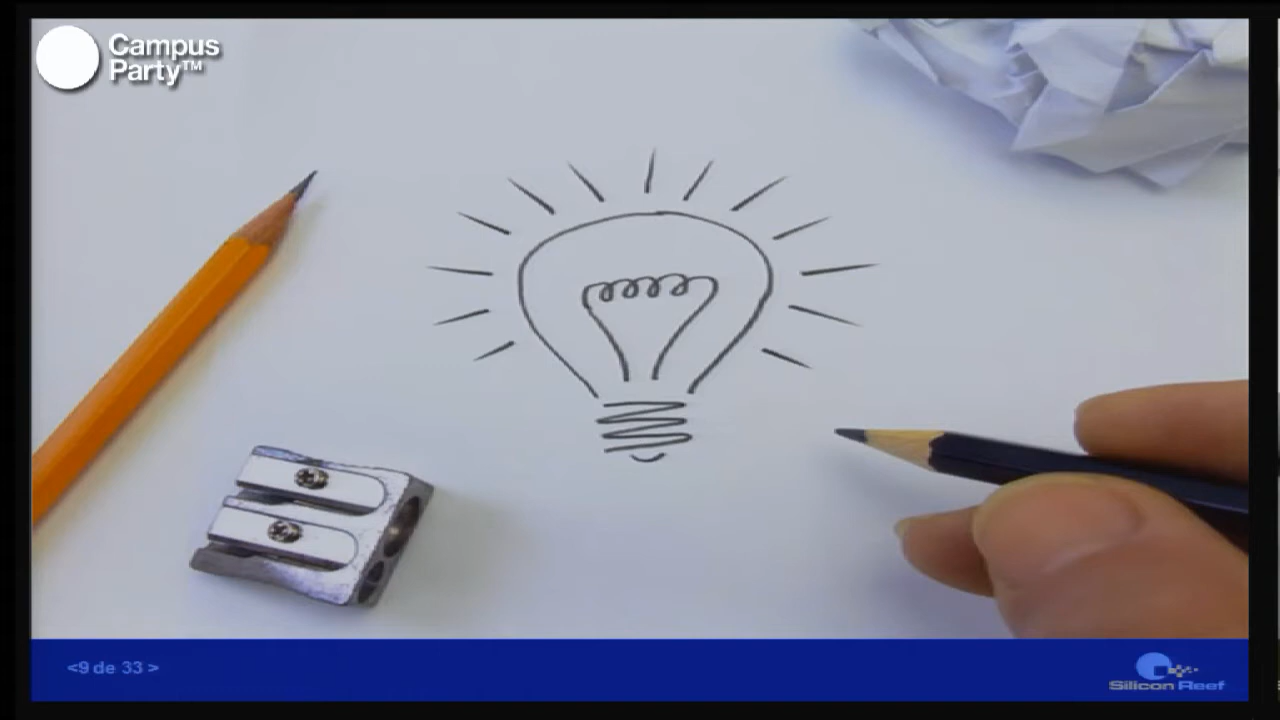 Campus
Party™
<9 de 33 >
Silicon Reef